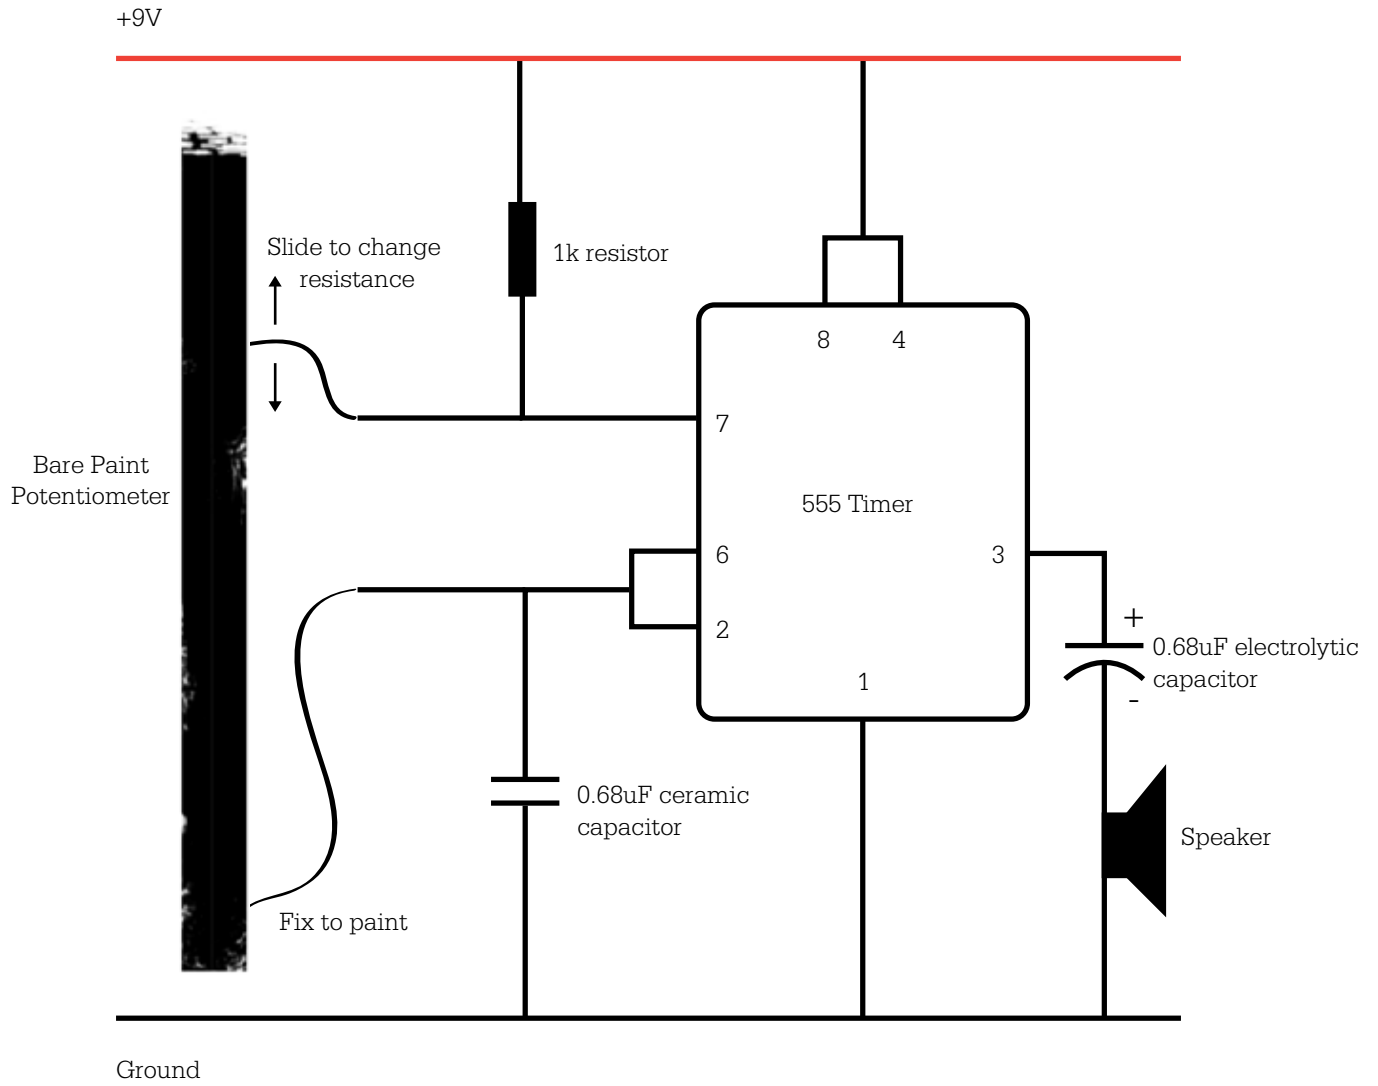 +9V
Slide to change
resistance
1k resistor
8
4
7
Bare Paint
Potentiometer
555 Timer
6
3
2
+
0.68uF electrolytic
capacitor
-
1
0.68uF ceramic
capacitor
Speaker
Fix to paint
Ground